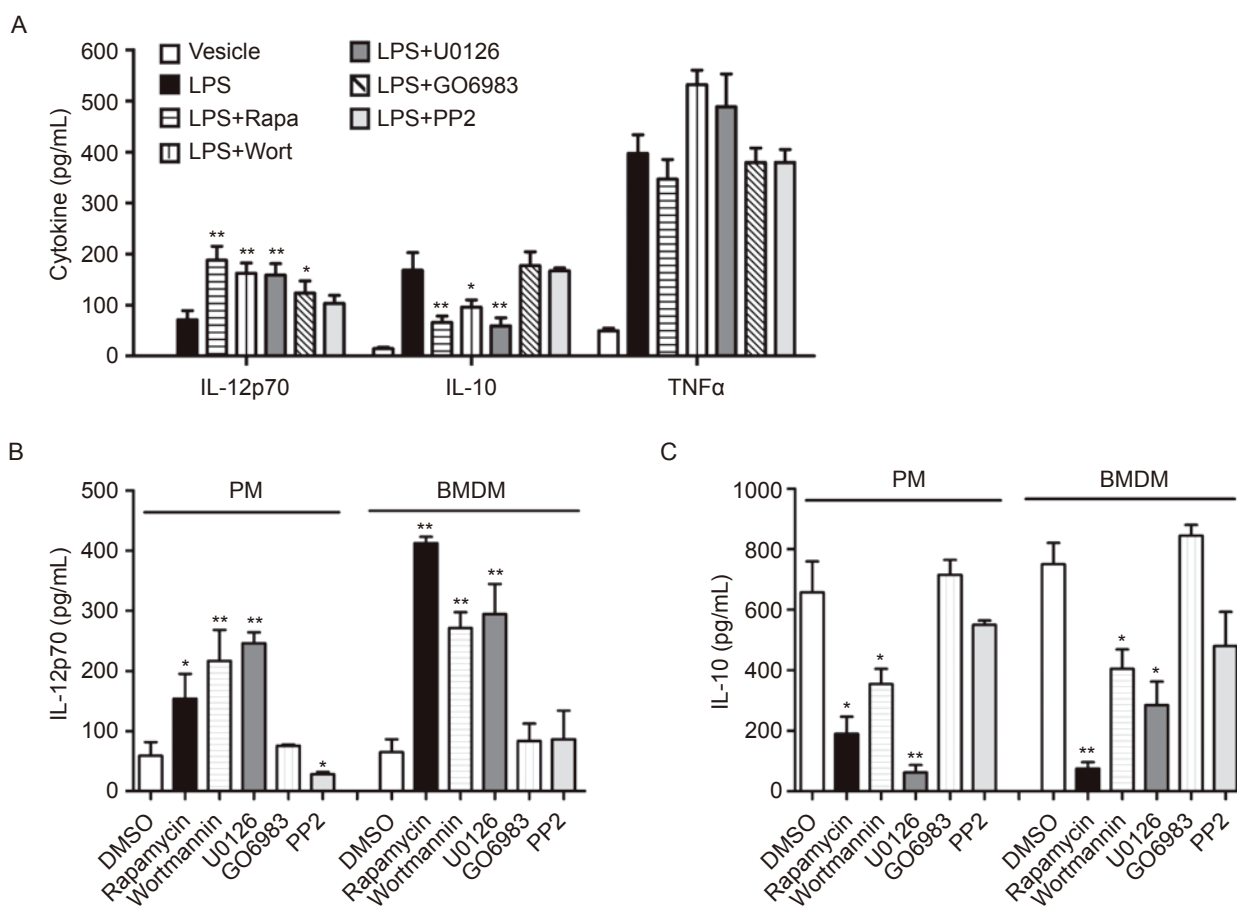 A
Cytokine (pg/mL)
600
500
400
300
200
100
0
Vesicle
LPS
LPS+Rapa
LPS+Wort
LPS+U0126
LPS+GO6983
LPS+PP2
** ** ** *
** * **
IL-12p70 IL-10 TNFα
B
IL-12p70 (pg/mL)
500
400
300
200
100
0
PM BMDM
* ** ** *
** ** **
DMSO Rapamycin Wortmannin U0126 GO6983 PP2 DMSO Rapamycin Wortmannin U0126 GO6983 PP2
C
IL-10 (pg/mL)
1000
800
600
400
200
0
PM BMDM
* * **
** * *
DMSO Rapamycin Wortmannin U0126 GO6983 PP2 DMSO Rapamycin Wortmannin U0126 GO6983 PP2